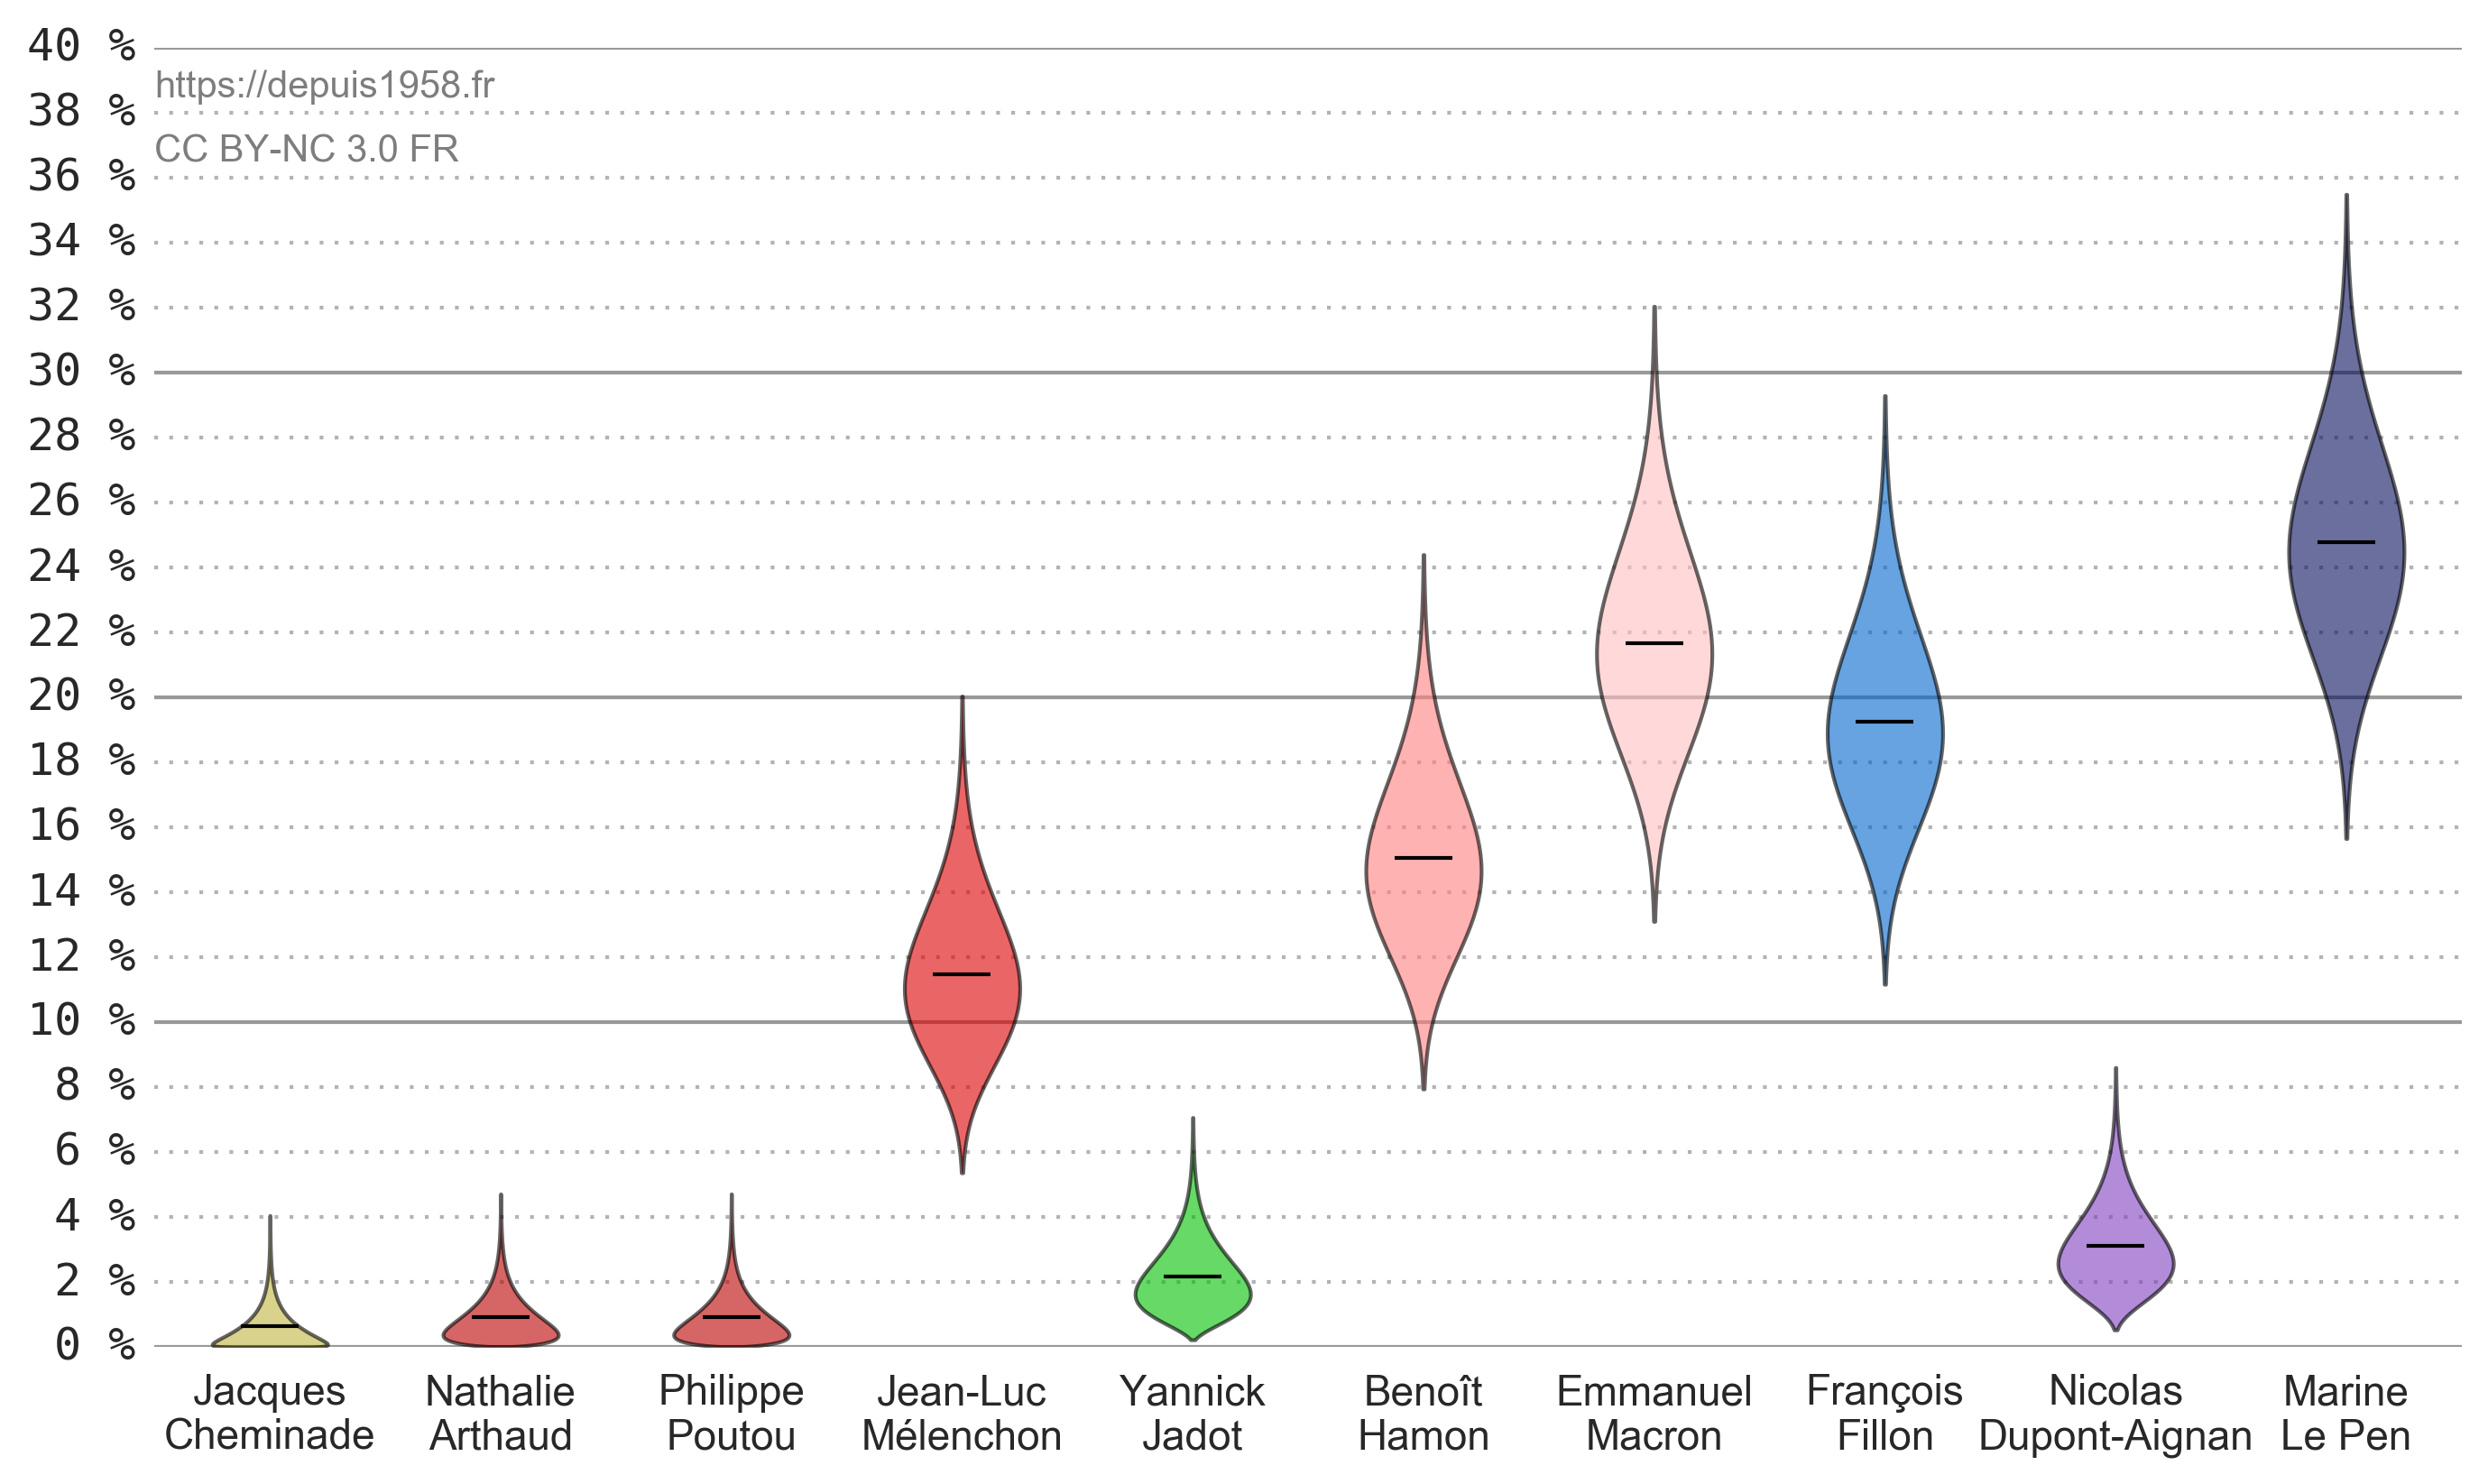 40 %
https://depuis1958.fr
38 %
CC BY-NC 3.0 FR
36 %
34 %
32 %
30 %
28 %
26 %
24 %
22 %
20 %
18 %
16 %
14 %
12 %
10 %
8 %
6 %
4 %
2 %
0 %
Jacques
Cheminade
Nathalie
Arthaud
Philippe
Poutou
Jean-Luc
Mélenchon
Yannick
Jadot
Benoît
Hamon
Emmanuel
Macron
François
Fillon
Nicolas
Dupont-Aignan
Marine
Le Pen